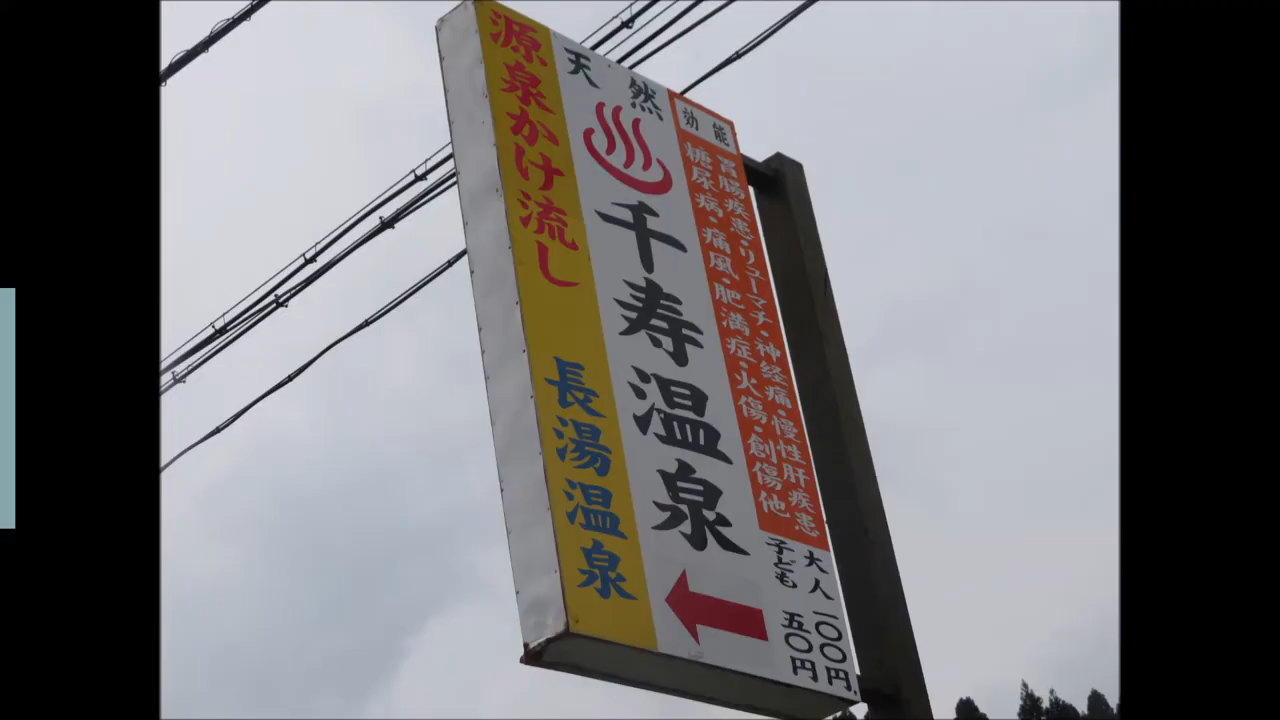 効能
胃腸疾患・リューマチ・神経痛・慢性肝疾患
糖尿病・痛風・肥満症・火傷・創傷他
大人 一〇〇円
子ども 五〇円
天然
千寿温泉
源泉かけ流し
長湯温泉